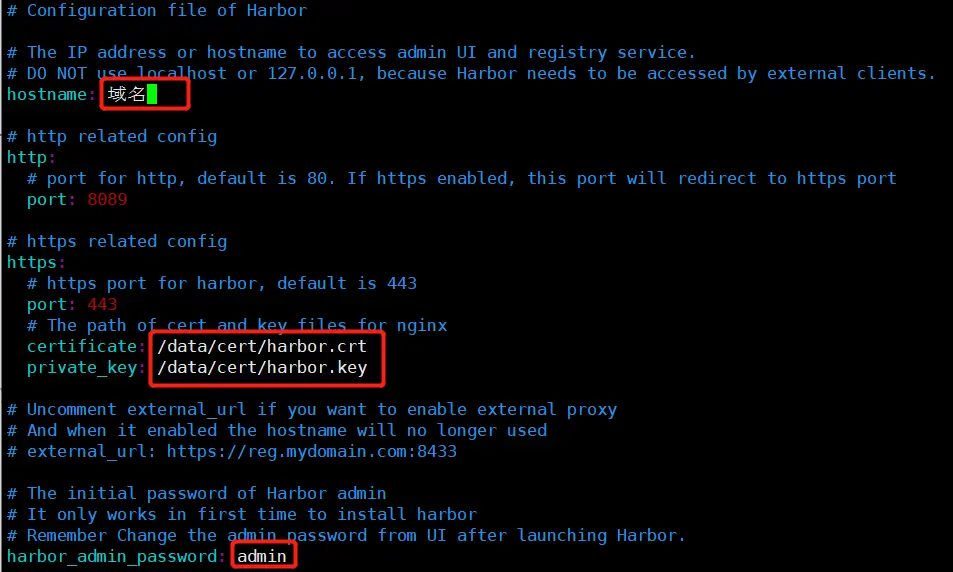 # Configuration file of Harbor
# The IP address or hostname to access admin UI and registry service.
# DO NOT use localhost or 127.0.0.1, because Harbor needs to be accessed by external clients.
hostname: 域名
# http related config
http:
# port for http, default is 80. If https enabled, this port will redirect to https port
port: 8089
# https related config
https:
# https port for harbor, default is 443
port: 443
# The path of cert and key files for nginx
certificate: /data/cert/harbor.crt
private_key: /data/cert/harbor.key
# Uncomment external_url if you want to enable external proxy
# And when it enabled the hostname will no longer used
# external_url: https://reg.mydomain.com:8433
# The initial password of Harbor admin
# It only works in first time to install harbor
# Remember Change the admin password from UI after launching Harbor.
harbor_admin_password: admin